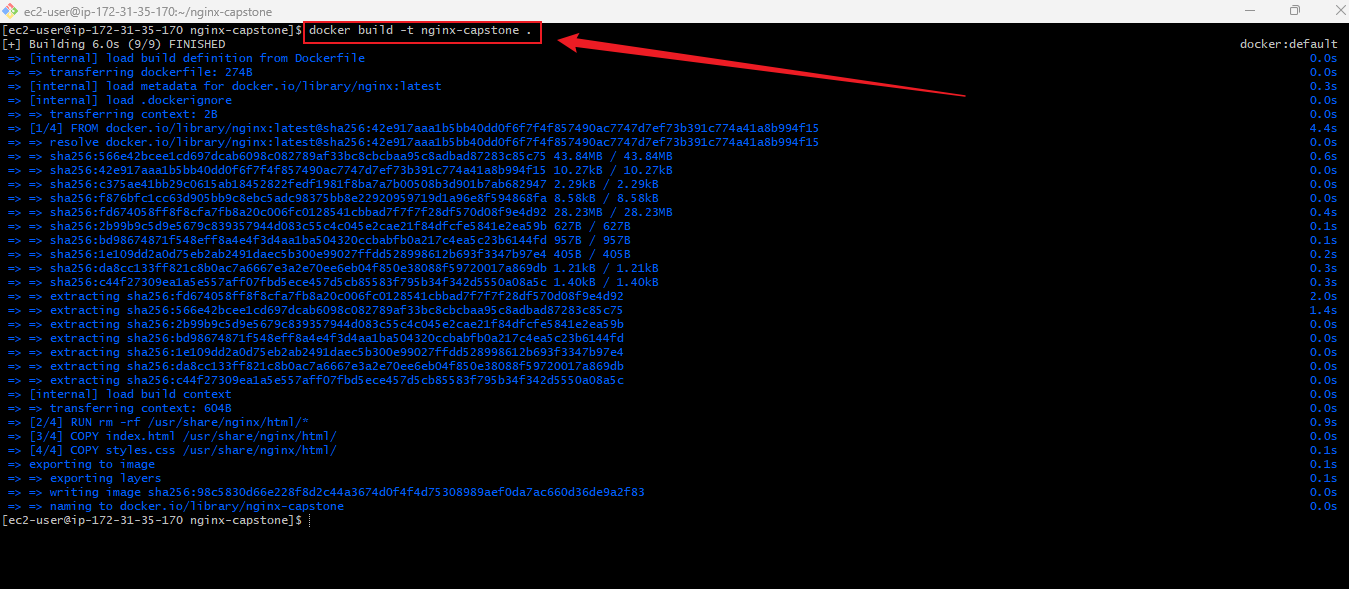 ec2-user@ip-172-31-35-170:~/nginx-capstone
[ec2-user@ip-172-31-35-170 nginx-capstone]$ docker build -t nginx-capstone .
[+] Building 6.0s (9/9) FINISHED docker:default
=> [internal] load build definition from Dockerfile 0.0s
=> => transferring dockerfile: 274B 0.0s
=> [internal] load metadata for docker.io/library/nginx:latest 0.3s
=> [internal] load .dockerignore 0.0s
=> => transferring context: 2B 0.0s
=> [1/4] FROM docker.io/library/nginx:latest@sha256:42e917aaa1b5bb40dd0f6f7f4f857490ac7747d7ef73b391c774a41a8b994f15 4.4s
=> => resolve docker.io/library/nginx:latest@sha256:42e917aaa1b5bb40dd0f6f7f4f857490ac7747d7ef73b391c774a41a8b994f15 0.0s
=> => sha256:566e42bcee1cd697dcab6098c082789af33bc8cbcbaa95c8adbad87283c85c75 43.84MB / 43.84MB 0.6s
=> => sha256:42e917aaa1b5bb40dd0f6f7f4f857490ac7747d7ef73b391c774a41a8b994f15 10.27kB / 10.27kB 0.0s
=> => sha256:c375ae41bb29c0615ab18452822fedf1981f8ba7a7b00508b3d901b7ab682947 2.29kB / 2.29kB 0.0s
=> => sha256:f876bfc1cc63d905bb9c8ebc5adc98375bb8e22920959719d1a96e8f594868fa 8.58kB / 8.58kB 0.0s
=> => sha256:fd674058ff8f8cfa7fb8a20c006fc0128541cbbad7f7f7f28df570d08f9e4d92 28.23MB / 28.23MB 0.4s
=> => sha256:2b99b9c5d9e5679c839357944d083c55c4c045e2cae21f84dfcfe5841e2ea59b 627B / 627B 0.1s
=> => sha256:bd98674871f548eff8a4e4f3d4aa1ba504320ccbabfb0a217c4ea5c23b6144fd 957B / 957B 0.1s
=> => sha256:1e109dd2a0d75eb2ab2491daec5b300e99027ffdd528998612b693f3347b97e4 405B / 405B 0.2s
=> => sha256:da8cc133ff821c8b0ac7a6667e3a2e70ee6eb04f850e38088f59720017a869db 1.21kB / 1.21kB 0.3s
=> => sha256:c44f27309ea1a5e557aff07fbd5ece457d5cb85583f795b34f342d5550a08a5c 1.40kB / 1.40kB 0.3s
=> => extracting sha256:fd674058ff8f8cfa7fb8a20c006fc0128541cbbad7f7f7f28df570d08f9e4d92 2.0s
=> => extracting sha256:566e42bcee1cd697dcab6098c082789af33bc8cbcbaa95c8adbad87283c85c75 1.4s
=> => extracting sha256:2b99b9c5d9e5679c839357944d083c55c4c045e2cae21f84dfcfe5841e2ea59b 0.0s
=> => extracting sha256:bd98674871f548eff8a4e4f3d4aa1ba504320ccbabfb0a217c4ea5c23b6144fd 0.0s
=> => extracting sha256:1e109dd2a0d75eb2ab2491daec5b300e99027ffdd528998612b693f3347b97e4 0.0s
=> => extracting sha256:da8cc133ff821c8b0ac7a6667e3a2e70ee6eb04f850e38088f59720017a869db 0.0s
=> => extracting sha256:c44f27309ea1a5e557aff07fbd5ece457d5cb85583f795b34f342d5550a08a5c 0.0s
=> [internal] load build context 0.0s
=> => transferring context: 604B 0.0s
=> [2/4] RUN rm -rf /usr/share/nginx/html/* 0.9s
=> [3/4] COPY index.html /usr/share/nginx/html/ 0.0s
=> [4/4] COPY styles.css /usr/share/nginx/html/ 0.1s
=> exporting to image 0.1s
=> => exporting layers 0.1s
=> => writing image sha256:98c5830d66e228f8d2c44a3674d0f4f4d75308989aef0da7ac660d36de9a2f83 0.0s
=> => naming to docker.io/library/nginx-capstone 0.0s
[ec2-user@ip-172-31-35-170 nginx-capstone]$